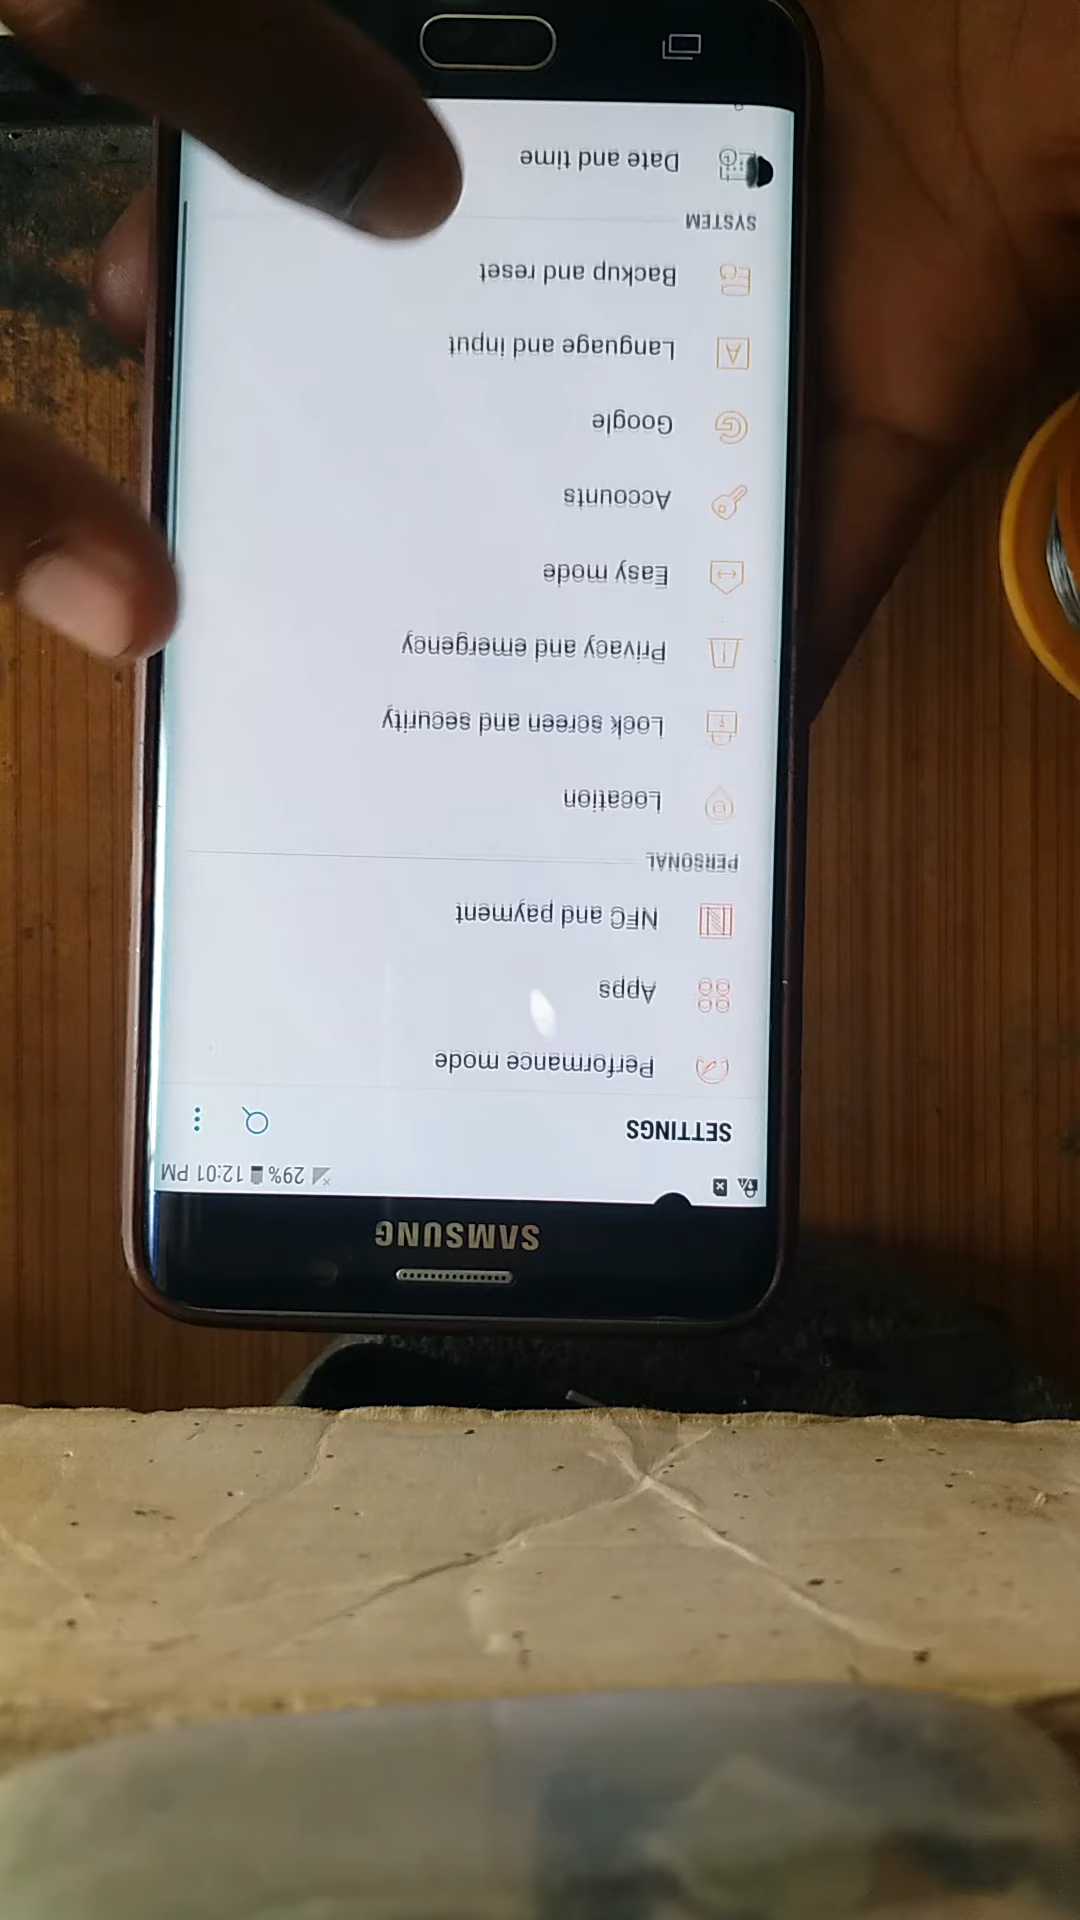 SAMSUNG
29% 12:01 PM
SETTINGS
Performance mode
Apps
NFC and payment
PERSONAL
Location
Lock screen and security
Privacy and emergency
Easy mode
Accounts
Google
Language and input
Backup and reset
SYSTEM
Date and time